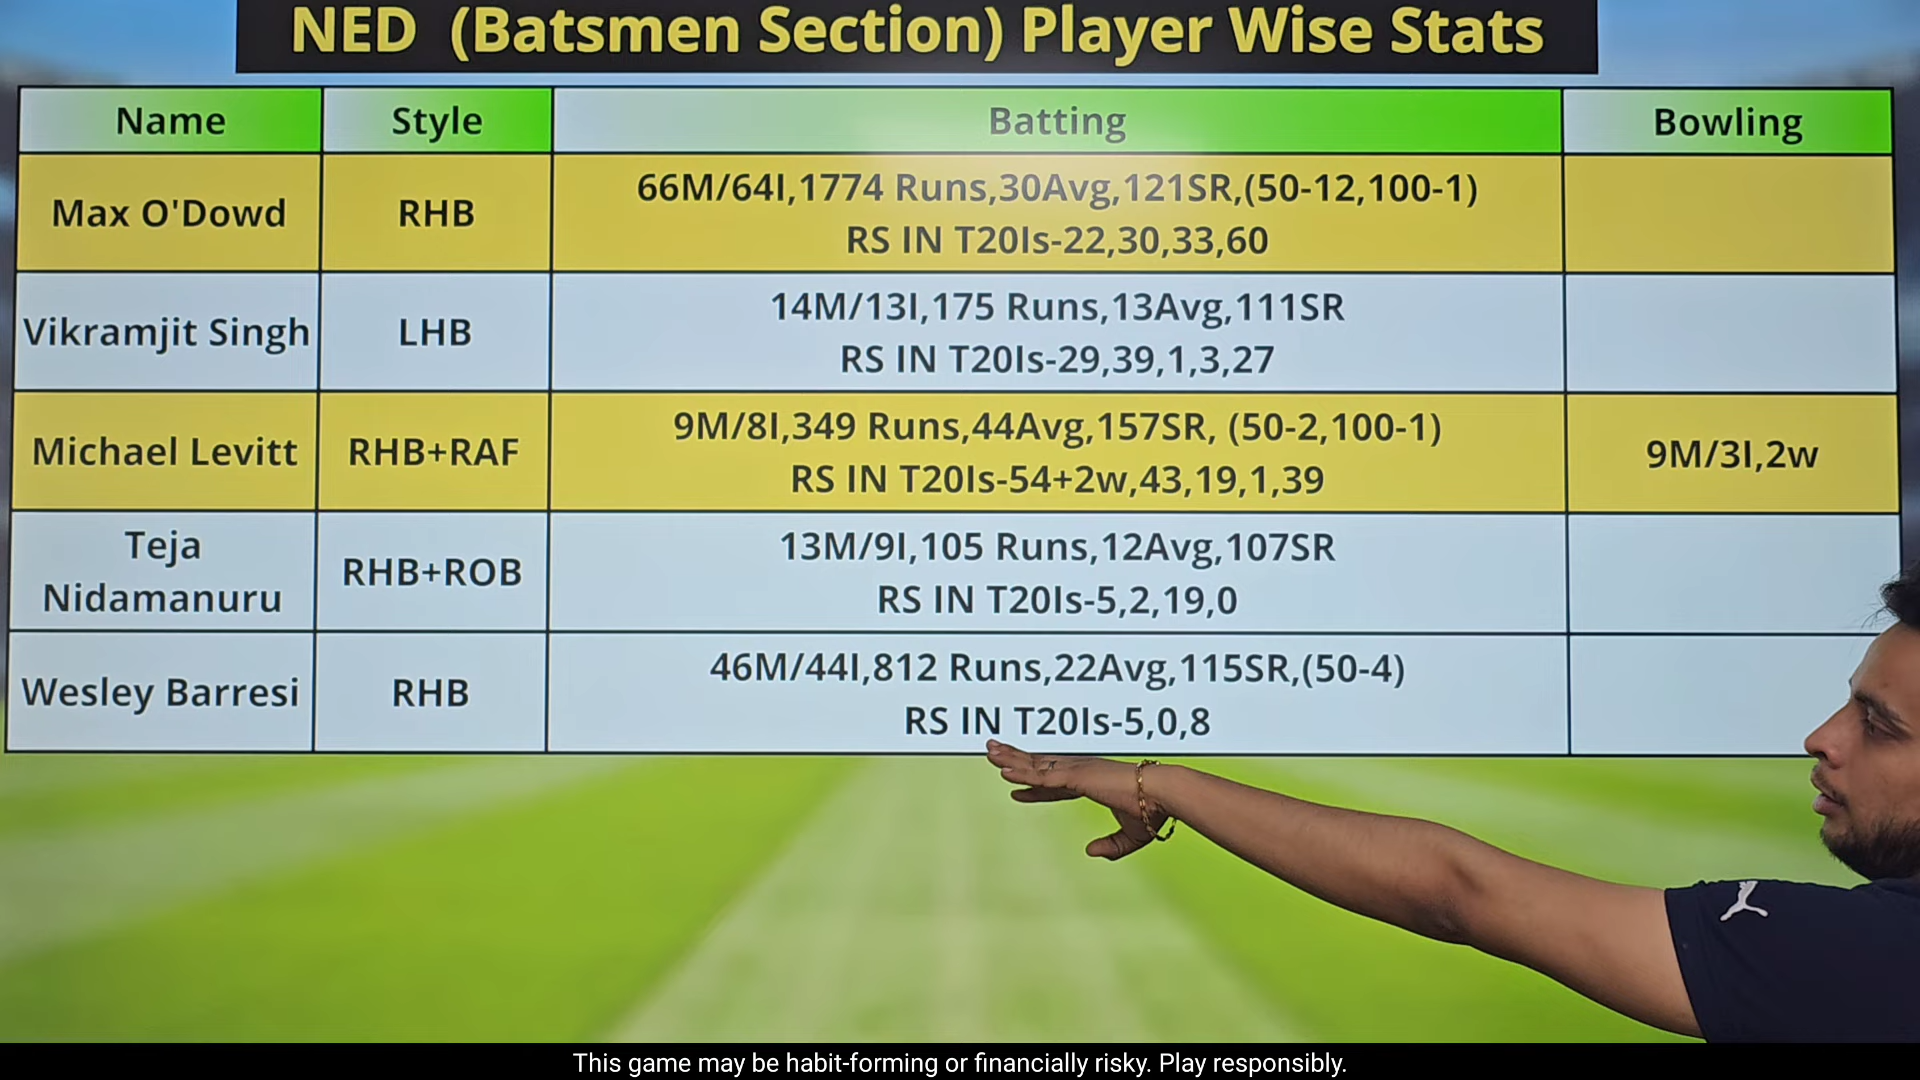 NED (Batsmen Section) Player Wise Stats
Name Style Batting Bowling
Max O'Dowd RHB 66M/64I,1774 Runs,30Avg,121SR,(50-12,100-1)
RS IN T20Is-22,30,33,60
Vikramjit Singh LHB 14M/13I,175 Runs,13Avg,111SR
RS IN T20Is-29,39,1,3,27
Michael Levitt RHB+RAF 9M/8I,349 Runs,44Avg,157SR, (50-2,100-1)
RS IN T20Is-54+2w,43,19,1,39
9M/3I,2w
Teja
Nidamanuru
RHB+ROB 13M/9I,105 Runs,12Avg,107SR
RS IN T20Is-5,2,19,0
Wesley Barresi RHB 46M/44I,812 Runs,22Avg,115SR,(50-4)
RS IN T20Is-5,0,8
This game may be habit-forming or financially risky. Play responsibly.